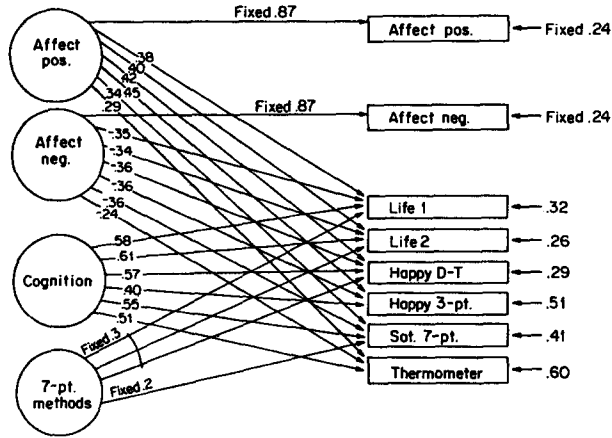 Fixed .87
Affect pos.
Affect pos.
Fixed .24
.38
.40
.42
.45
.34
.29
Fixed .87
Affect neg.
Affect neg.
Fixed .24
-.35
-.34
-.36
-.36
-.36
-.24
Life 1
.32
Life 2
.26
Happy D-T
.29
Happy 3-pt.
.51
Sat. 7-pt.
.41
Thermometer
.60
Cognition
.58
.61
.57
.40
.55
.51
Fixed .3
Fixed .2
7-pt. methods